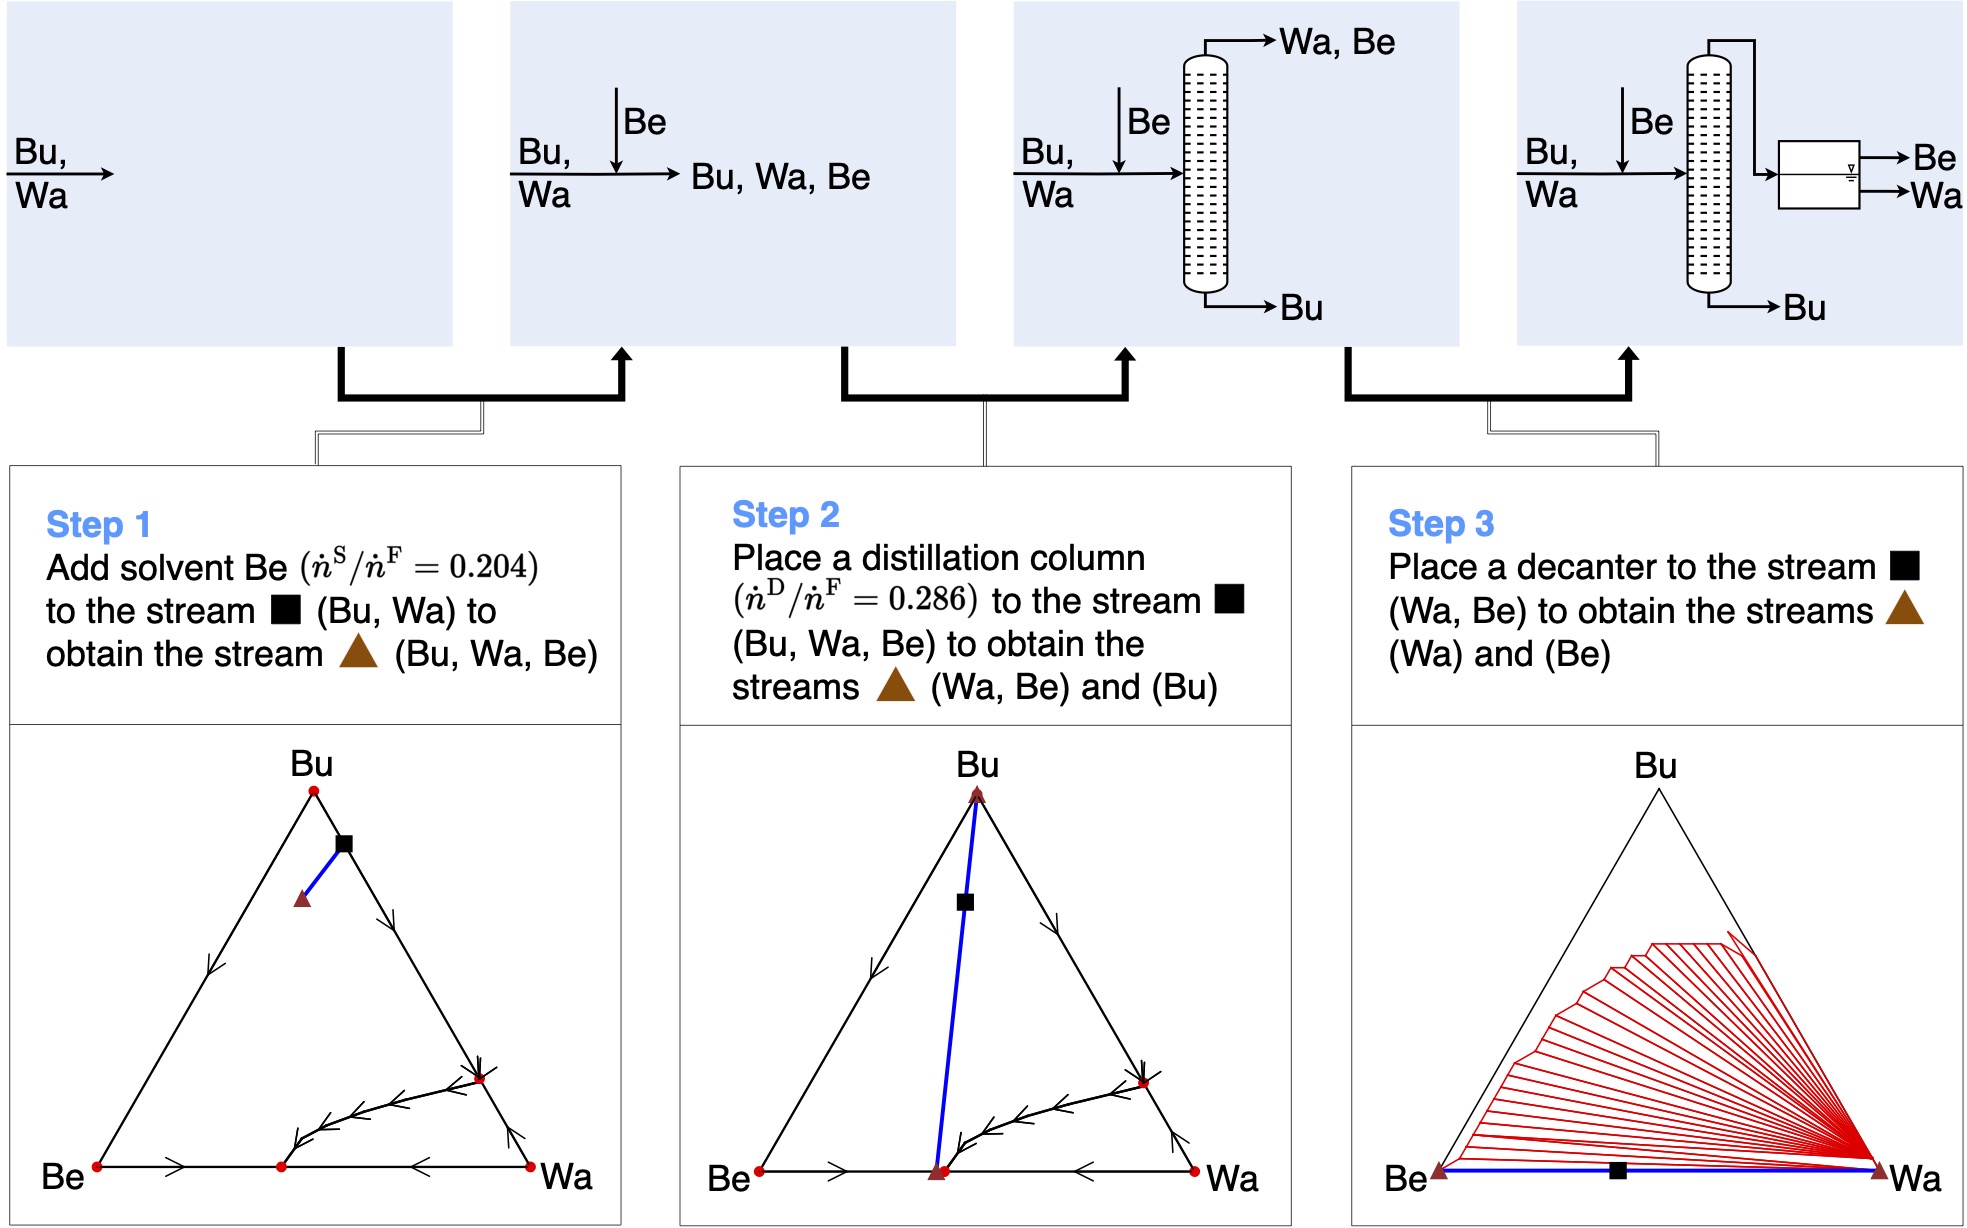 Bu,
Wa
Be
Bu,
Wa
Bu, Wa, Be
Wa, Be
Be
Bu,
Wa
Bu
Be
Bu,
Wa
Be
Wa
Bu
Step 1
Add solvent Be (ṅ^S/ṅ^F = 0.204)
to the stream ■ (Bu, Wa) to
obtain the stream ▲ (Bu, Wa, Be)
Bu
Be
Wa
Step 2
Place a distillation column
(ṅ^D/ṅ^F = 0.286) to the stream ■
(Bu, Wa, Be) to obtain the
streams ▲ (Wa, Be) and (Bu)
Bu
Be
Wa
Step 3
Place a decanter to the stream ■
(Wa, Be) to obtain the streams ▲
(Wa) and (Be)
Bu
Be
Wa